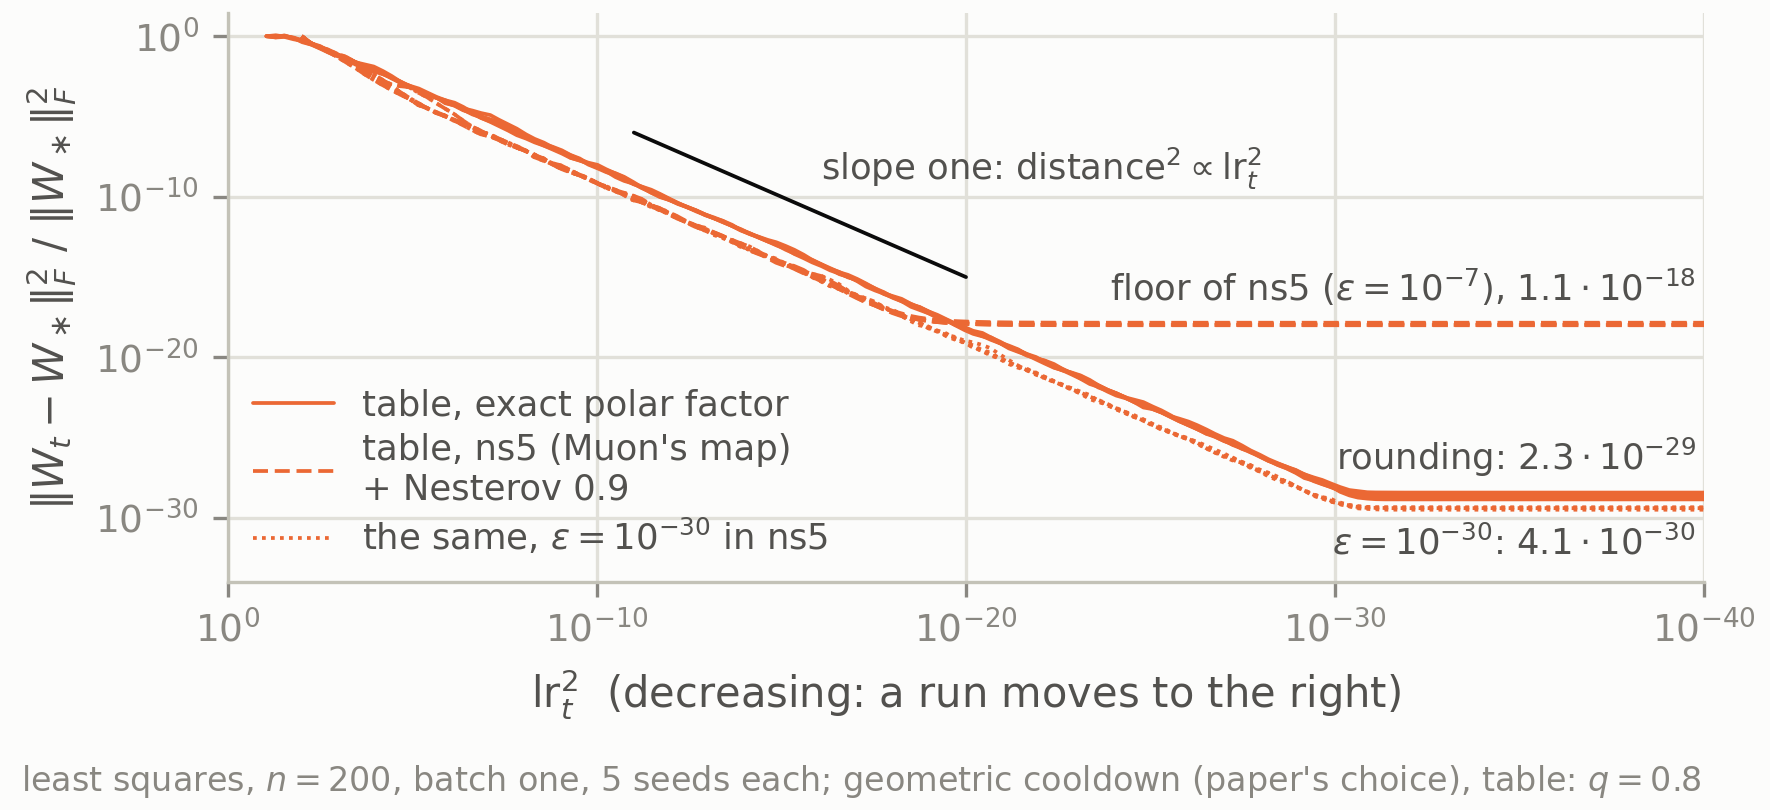 10^0
10^{-10}
10^{-20}
10^{-30}
‖W_t − W_*‖_F^2 / ‖W_*‖_F^2
slope one: distance^2 ∝ lr_t^2
floor of ns5 (ε = 10^{-7}), 1.1 · 10^{-18}
rounding: 2.3 · 10^{-29}
ε = 10^{-30}: 4.1 · 10^{-30}
table, exact polar factor
table, ns5 (Muon's map)
+ Nesterov 0.9
the same, ε = 10^{-30} in ns5
10^0 10^{-10} 10^{-20} 10^{-30} 10^{-40}
lr_t^2 (decreasing: a run moves to the right)
least squares, n = 200, batch one, 5 seeds each; geometric cooldown (paper's choice), table: q = 0.8